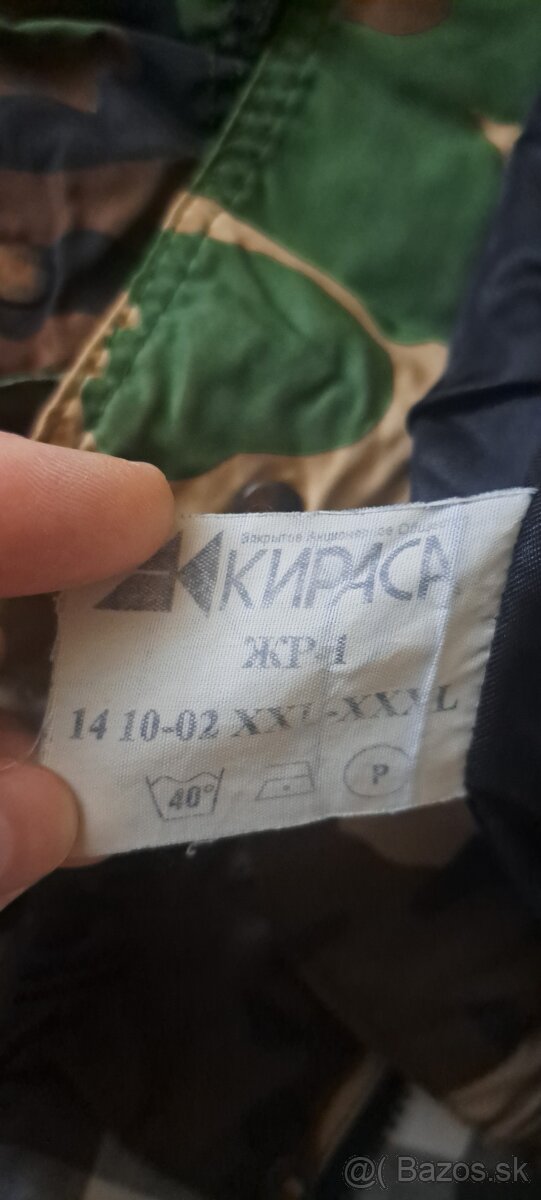 Закрытое Акционерное Общество
КИРАСА
ЖР-1
14 10-02 XXL-XXXL
40°
P
@( Bazos.sk